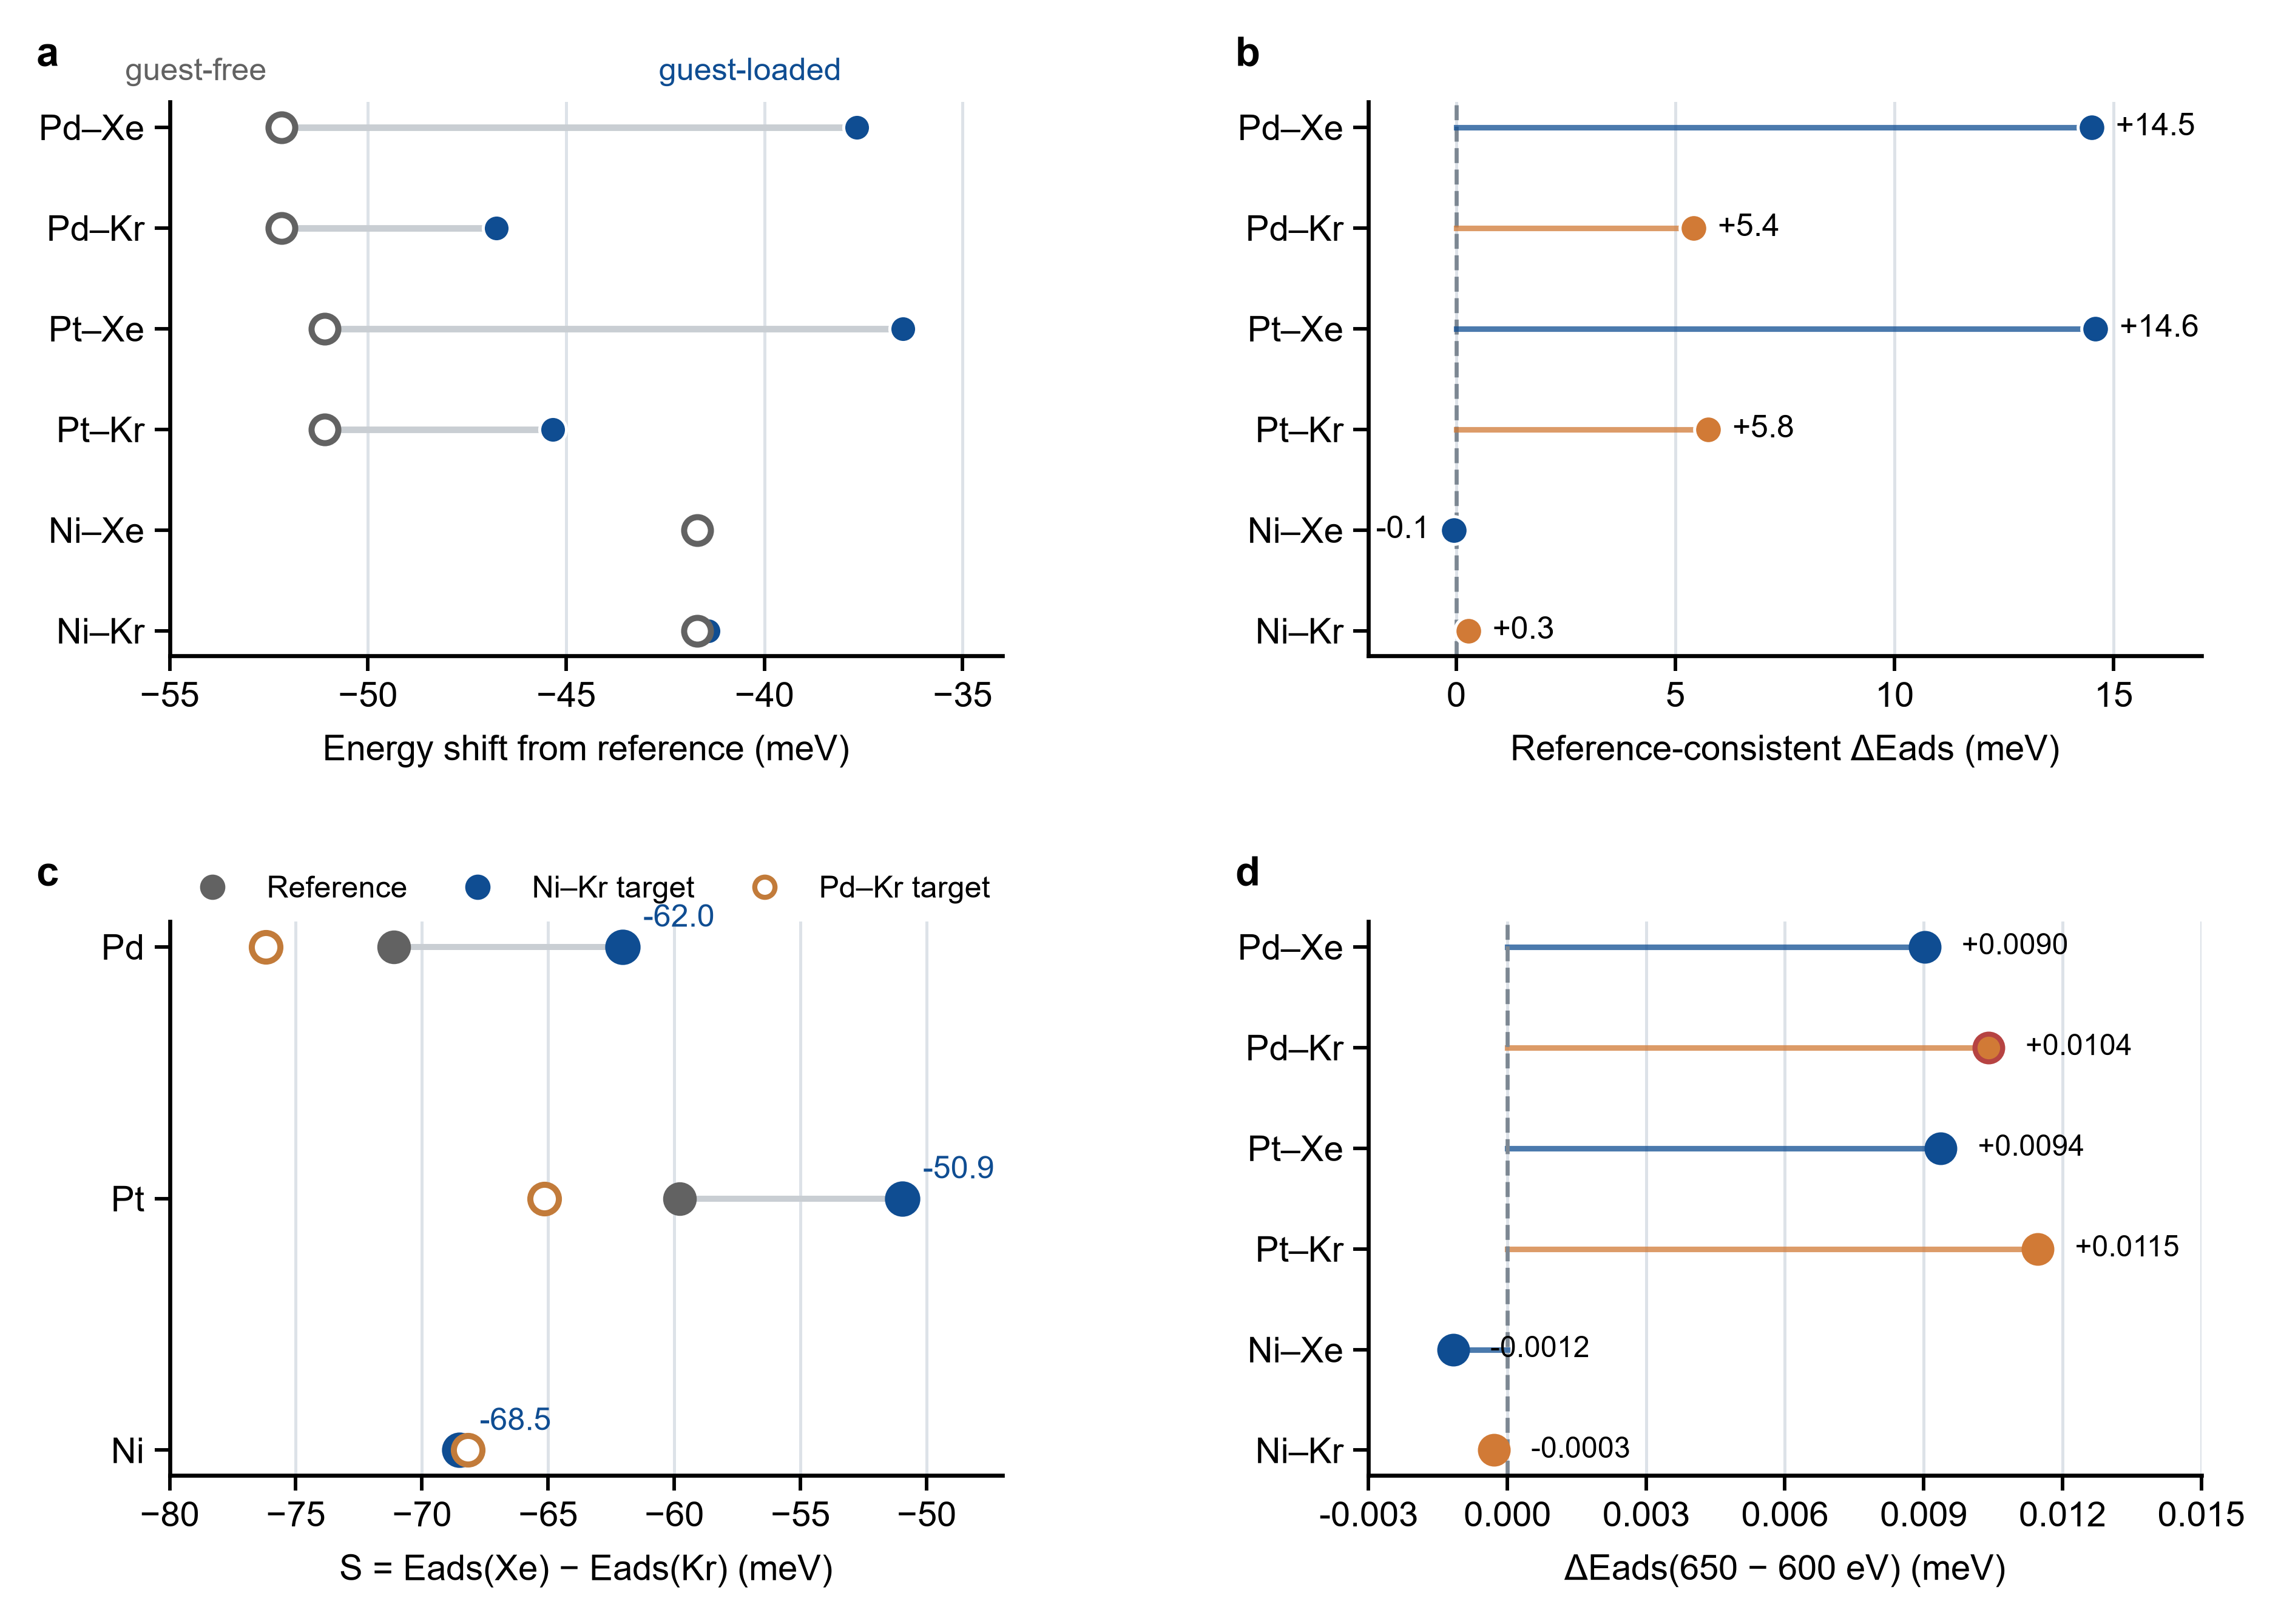 a
guest-free guest-loaded
Pd–Xe
Pd–Kr
Pt–Xe
Pt–Kr
Ni–Xe
Ni–Kr
−55 −50 −45 −40 −35
Energy shift from reference (meV)
b
Pd–Xe +14.5
Pd–Kr +5.4
Pt–Xe +14.6
Pt–Kr +5.8
Ni–Xe -0.1
Ni–Kr +0.3
0 5 10 15
Reference-consistent ΔEads (meV)
c
Reference Ni–Kr target Pd–Kr target
-62.0
Pd
-50.9
Pt
-68.5
Ni
−80 −75 −70 −65 −60 −55 −50
S = Eads(Xe) − Eads(Kr) (meV)
d
Pd–Xe +0.0090
Pd–Kr +0.0104
Pt–Xe +0.0094
Pt–Kr +0.0115
Ni–Xe -0.0012
Ni–Kr -0.0003
-0.003 0.000 0.003 0.006 0.009 0.012 0.015
ΔEads(650 − 600 eV) (meV)